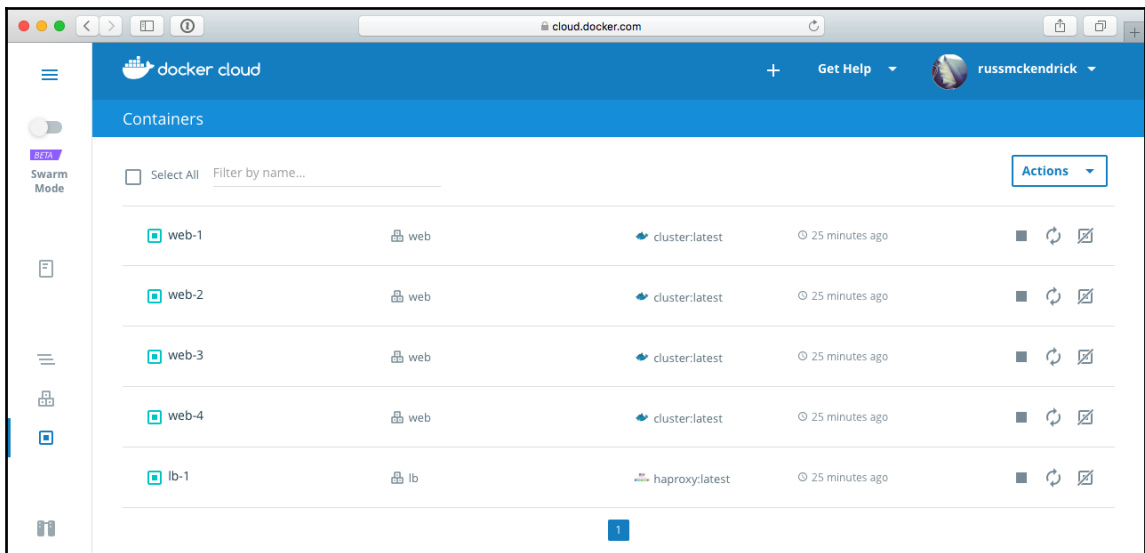 cloud.docker.com
docker cloud
+ Get Help russmckendrick
Containers
BETA
Swarm
Mode
Select All Filter by name... Actions
web-1 web cluster:latest 25 minutes ago
web-2 web cluster:latest 25 minutes ago
web-3 web cluster:latest 25 minutes ago
web-4 web cluster:latest 25 minutes ago
lb-1 lb haproxy:latest 25 minutes ago
1